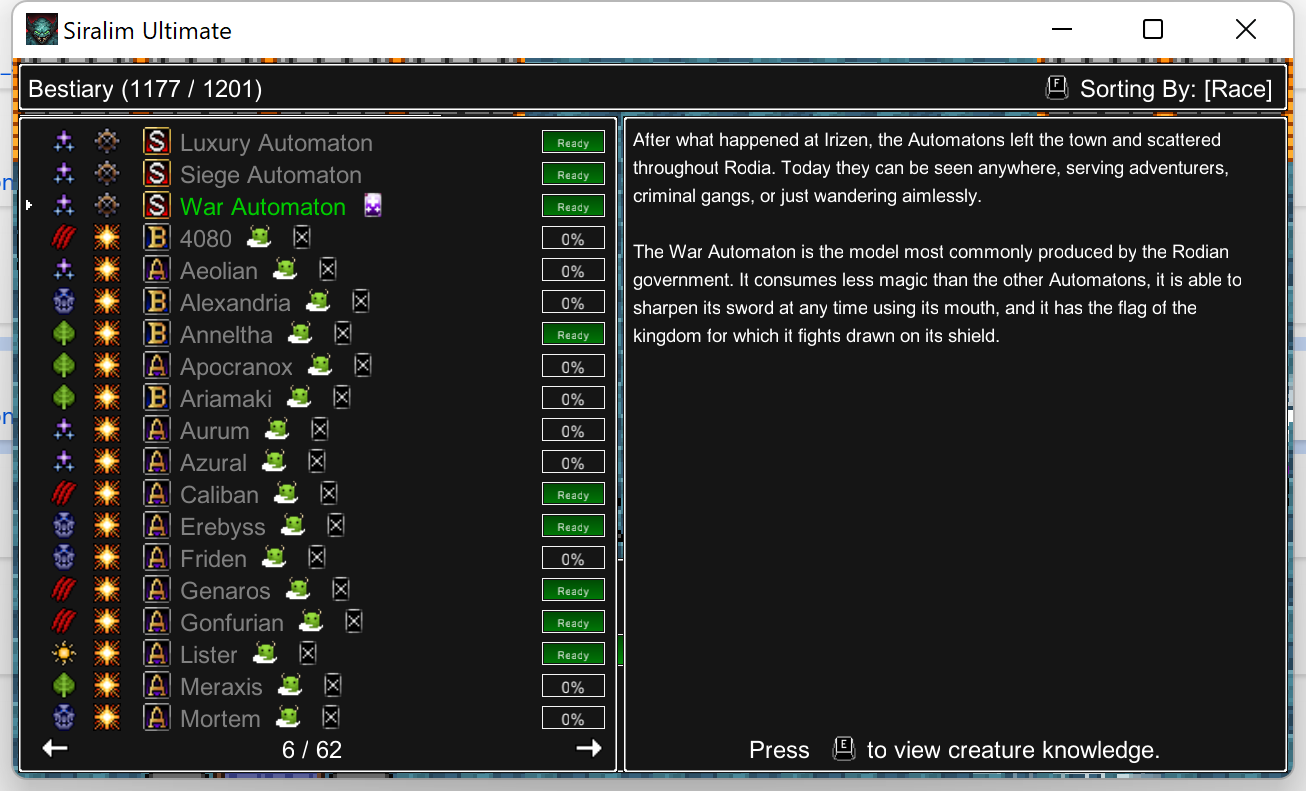 Siralim Ultimate
Bestiary (1177 / 1201)
F Sorting By: [Race]
S Luxury Automaton Ready
S Siege Automaton Ready
S War Automaton Ready
B 4080 0%
A Aeolian 0%
B Alexandria 0%
B Anneltha Ready
A Apocranox 0%
B Ariamaki 0%
A Aurum 0%
A Azural 0%
A Caliban Ready
A Erebyss Ready
A Friden 0%
A Genaros Ready
A Gonfurian Ready
A Lister Ready
A Meraxis 0%
A Mortem 0%
6 / 62
After what happened at Irizen, the Automatons left the town and scattered
throughout Rodia. Today they can be seen anywhere, serving adventurers,
criminal gangs, or just wandering aimlessly.
The War Automaton is the model most commonly produced by the Rodian
government. It consumes less magic than the other Automatons, it is able to
sharpen its sword at any time using its mouth, and it has the flag of the
kingdom for which it fights drawn on its shield.
Press E to view creature knowledge.